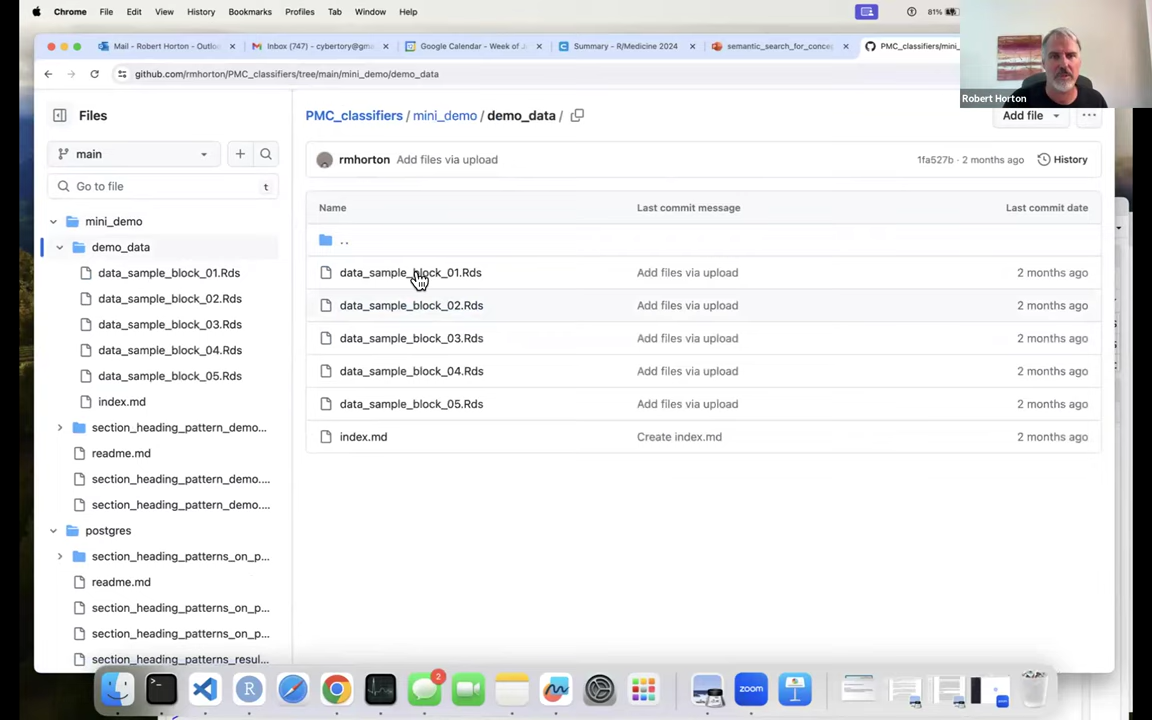 Chrome File Edit View History Bookmarks Profiles Tab Window Help 81%
Mail - Robert Horton - Outloo Inbox (747) - cybertory@gma Google Calendar - Week of J Summary - R/Medicine 2024 semantic_search_for_conce PMC_classifiers/mini_
github.com/rmhorton/PMC_classifiers/tree/main/mini_demo/demo_data
Robert Horton
Files
PMC_classifiers / mini_demo / demo_data /
Add file
main
rmhorton Add files via upload
1fa527b · 2 months ago History
Go to file t
Name Last commit message Last commit date
mini_demo
..
demo_data
data_sample_block_01.Rds
data_sample_block_02.Rds
data_sample_block_03.Rds
data_sample_block_04.Rds
data_sample_block_05.Rds
index.md
section_heading_pattern_demo...
readme.md
section_heading_pattern_demo....
section_heading_pattern_demo....
postgres
section_heading_patterns_on_p...
readme.md
section_heading_patterns_on_p...
section_heading_patterns_on_p...
section_heading_patterns_resul...
data_sample_block_01.Rds Add files via upload 2 months ago
data_sample_block_02.Rds Add files via upload 2 months ago
data_sample_block_03.Rds Add files via upload 2 months ago
data_sample_block_04.Rds Add files via upload 2 months ago
data_sample_block_05.Rds Add files via upload 2 months ago
index.md Create index.md 2 months ago
2
zoom